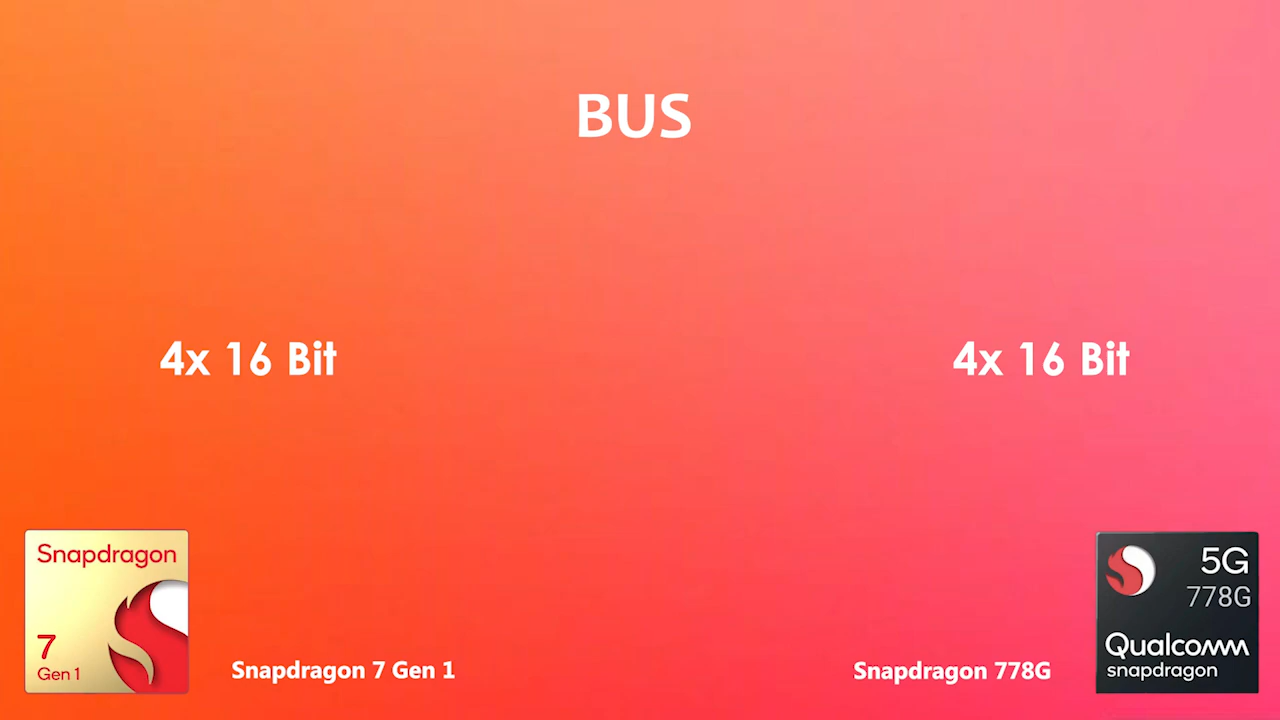 BUS
4x 16 Bit
4x 16 Bit
Snapdragon
7
Gen 1
Snapdragon 7 Gen 1
Snapdragon 778G
5G
778G
Qualcomm
snapdragon